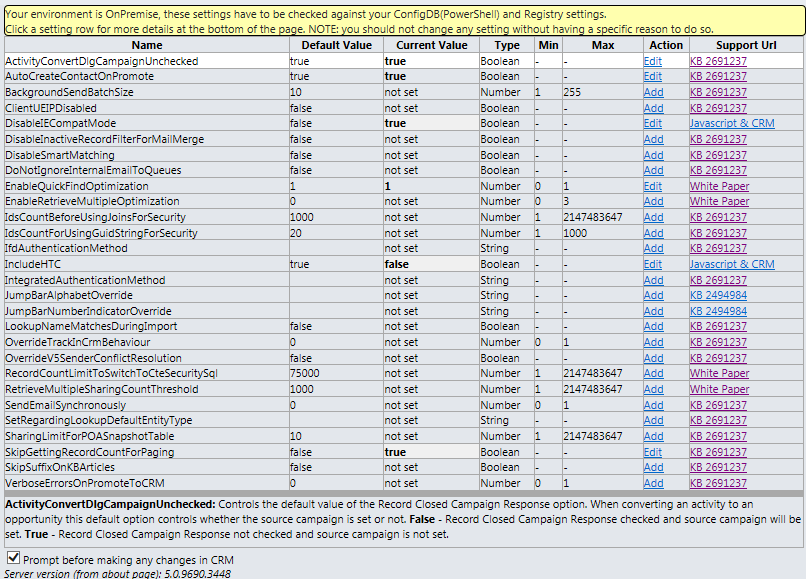 Your environment is OnPremise, these settings have to be checked against your ConfigDB(PowerShell) and Registry settings.
Click a setting row for more details at the bottom of the page. NOTE: you should not change any setting without having a specific reason to do so.
Name Default Value Current Value Type Min Max Action Support Url
ActivityConvertDlgCampaignUnchecked true true Boolean - - Edit KB 2691237
AutoCreateContactOnPromote true true Boolean - - Edit KB 2691237
BackgroundSendBatchSize 10 not set Number 1 255 Add KB 2691237
ClientUEIPDisabled false not set Boolean - - Add KB 2691237
DisableIECompatMode false true Boolean - - Edit Javascript & CRM
DisableInactiveRecordFilterForMailMerge false not set Boolean - - Add KB 2691237
DisableSmartMatching false not set Boolean - - Add KB 2691237
DoNotIgnoreInternalEmailToQueues false not set Boolean - - Add KB 2691237
EnableQuickFindOptimization 1 1 Number 0 1 Edit White Paper
EnableRetrieveMultipleOptimization 0 not set Number 0 3 Add White Paper
IdsCountBeforeUsingJoinsForSecurity 1000 not set Number 1 2147483647 Add KB 2691237
IdsCountForUsingGuidStringForSecurity 20 not set Number 1 1000 Add KB 2691237
IfdAuthenticationMethod not set String - - Add KB 2691237
IncludeHTC true false Boolean - - Edit Javascript & CRM
IntegratedAuthenticationMethod not set String - - Add KB 2691237
JumpBarAlphabetOverride not set String - - Add KB 2494984
JumpBarNumberIndicatorOverride not set String - - Add KB 2494984
LookupNameMatchesDuringImport false not set Boolean - - Add KB 2691237
OverrideTrackInCrmBehaviour 0 not set Number 0 1 Add KB 2691237
OverrideV5SenderConflictResolution false not set Boolean - - Add KB 2691237
RecordCountLimitToSwitchToCteSecuritySql 75000 not set Number 1 2147483647 Add White Paper
RetrieveMultipleSharingCountThreshold 1000 not set Number 1 2147483647 Add White Paper
SendEmailSynchronously 0 not set Number 0 1 Add KB 2691237
SetRegardingLookupDefaultEntityType not set String - - Add KB 2691237
SharingLimitForPOASnapshotTable 10 not set Number 1 2147483647 Add KB 2691237
SkipGettingRecordCountForPaging false true Boolean - - Edit KB 2691237
SkipSuffixOnKBArticles false not set Boolean - - Add KB 2691237
VerboseErrorsOnPromoteToCRM 0 not set Number 0 1 Add KB 2691237
ActivityConvertDlgCampaignUnchecked: Controls the default value of the Record Closed Campaign Response option. When converting an activity to an
opportunity this default option controls whether the source campaign is set or not. False - Record Closed Campaign Response checked and source campaign will be
set. True - Record Closed Campaign Response not checked and source campaign is not set.
Prompt before making any changes in CRM
Server version (from about page): 5.0.9690.3448